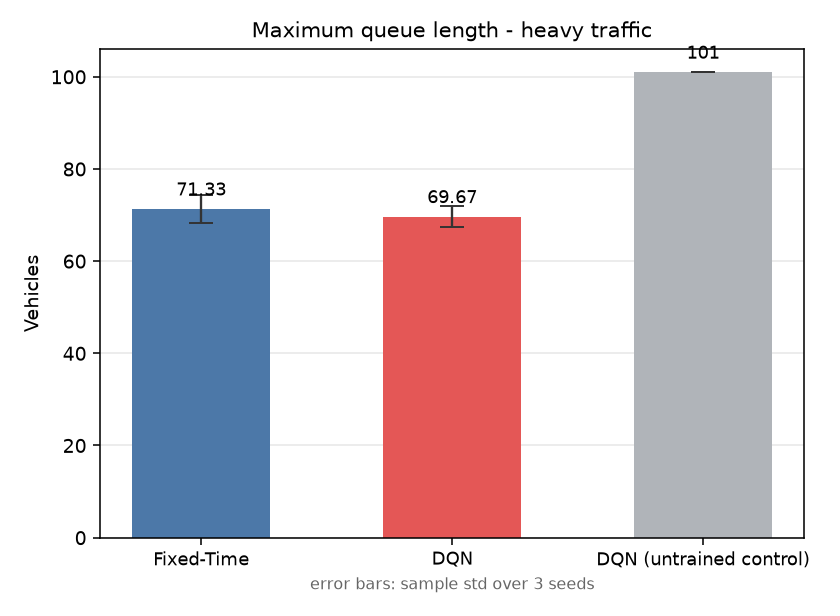 Maximum queue length - heavy traffic
Vehicles
100
80
60
40
20
0
71.33
69.67
101
Fixed-Time
DQN
DQN (untrained control)
error bars: sample std over 3 seeds